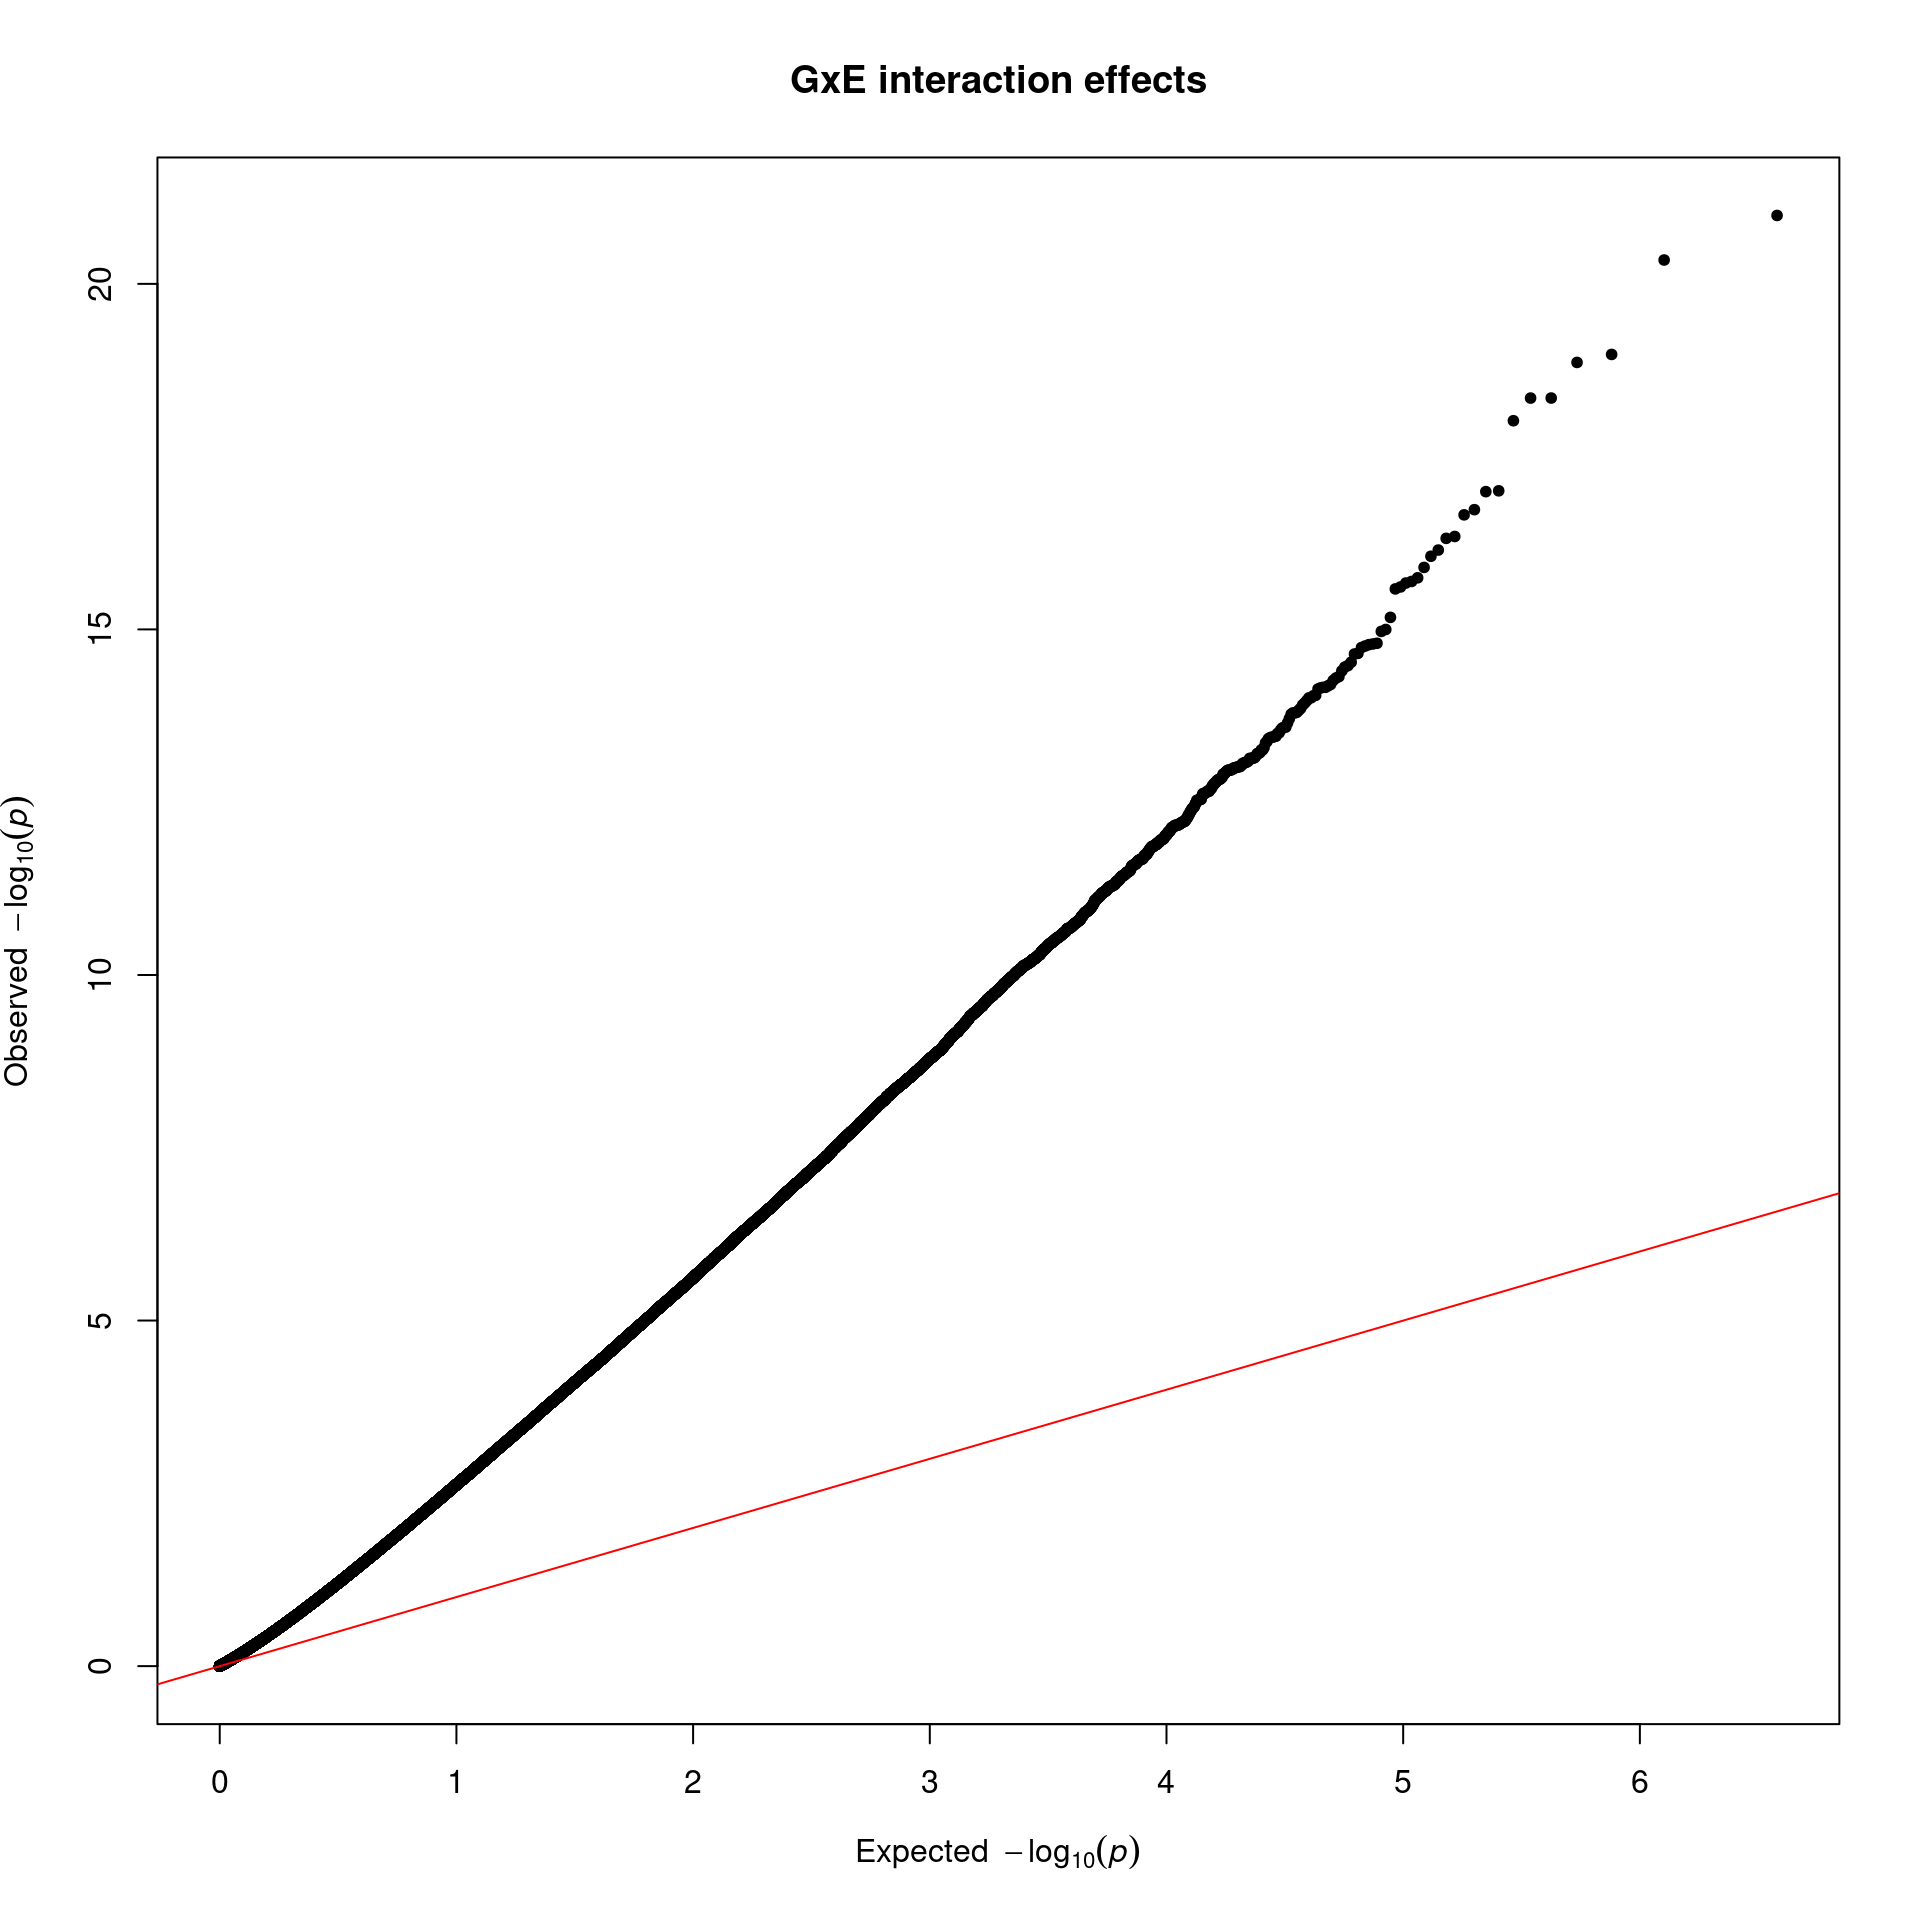 GxE interaction effects
20
15
10
5
0
Observed −log₁₀(p)
0 1 2 3 4 5 6
Expected −log₁₀(p)